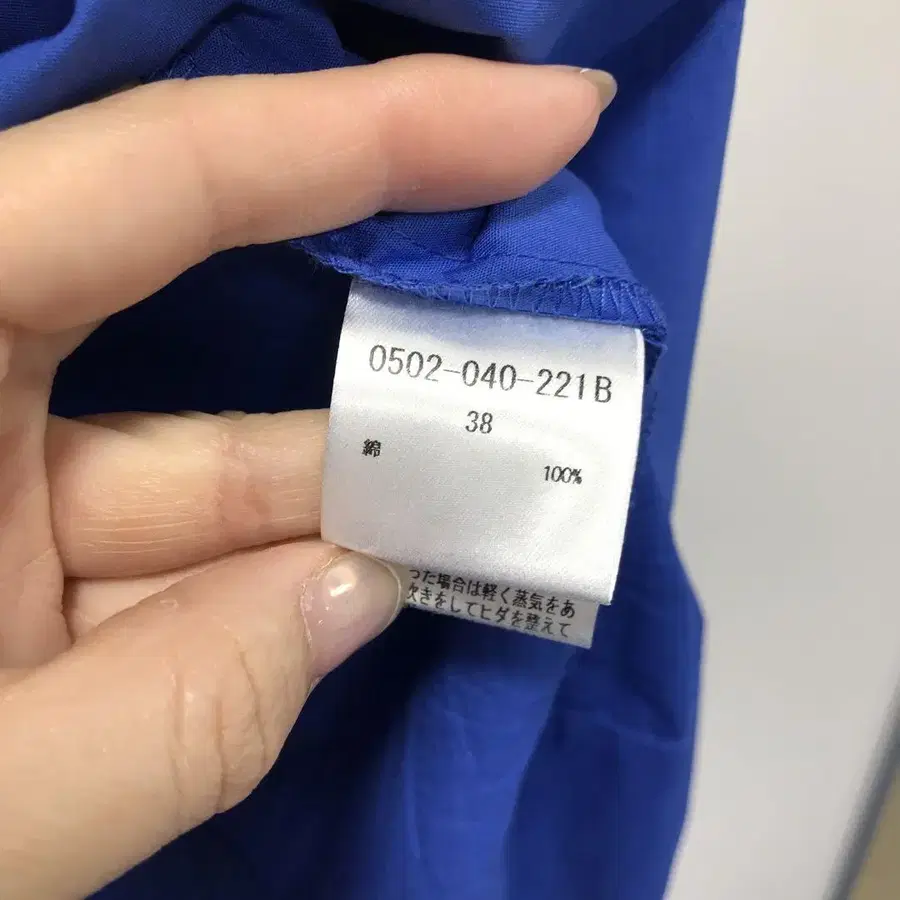 0502-040-221B
38
綿 100%
った場合は軽く蒸気をあ
吹きをしてヒダを整えて